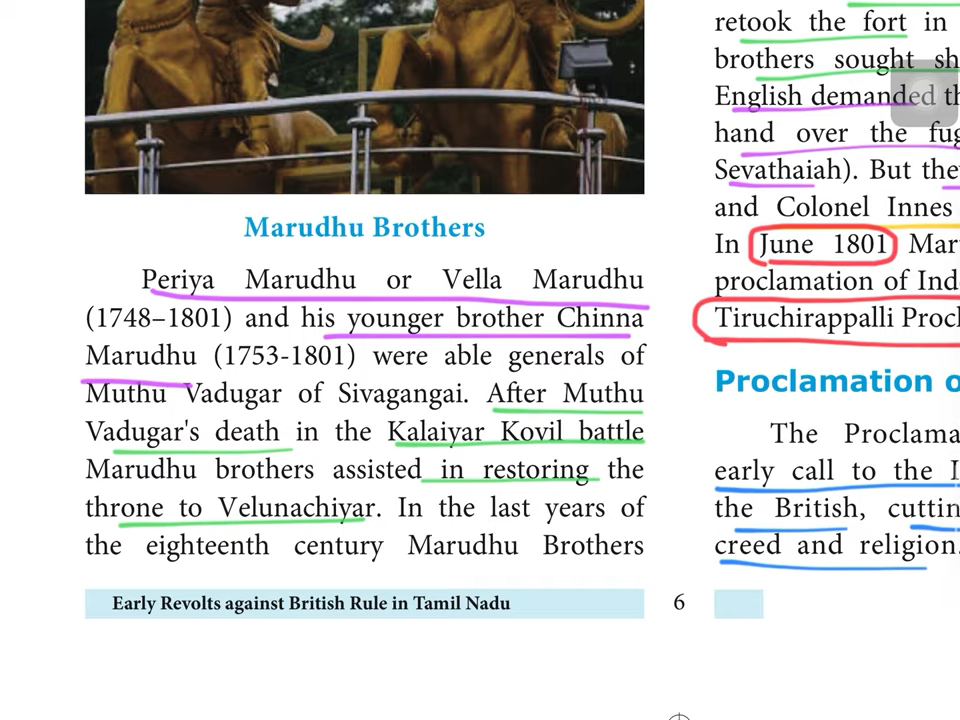 Marudhu Brothers
Periya Marudhu or Vella Marudhu
(1748–1801) and his younger brother Chinna
Marudhu (1753-1801) were able generals of
Muthu Vadugar of Sivagangai. After Muthu
Vadugar's death in the Kalaiyar Kovil battle
Marudhu brothers assisted in restoring the
throne to Velunachiyar. In the last years of
the eighteenth century Marudhu Brothers
Early Revolts against British Rule in Tamil Nadu
6
retook the fort in
brothers sought
English demanded
hand over the
Sevathaiah). But
and Colonel Innes
In June 1801
proclamation of
Tiruchirappalli
Proclamation
The
early call to the
the British,
creed and religion.